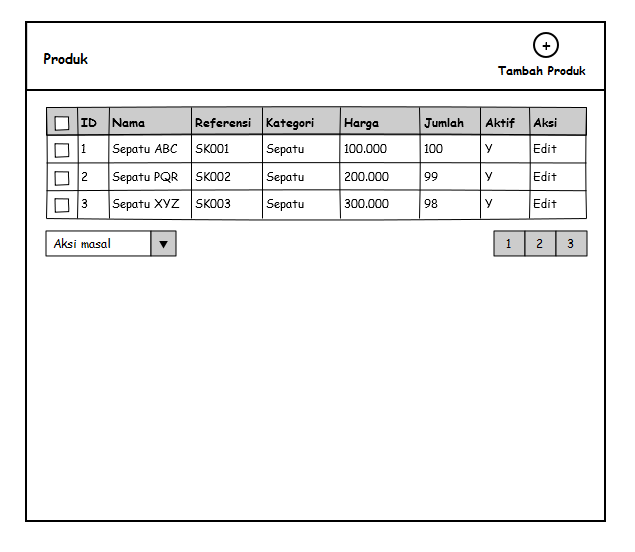 Produk
+
Tambah Produk
ID Nama Referensi Kategori Harga Jumlah Aktif Aksi
1 Sepatu ABC SK001 Sepatu 100.000 100 Y Edit
2 Sepatu PQR SK002 Sepatu 200.000 99 Y Edit
3 Sepatu XYZ SK003 Sepatu 300.000 98 Y Edit
Aksi masal ▼ 1 2 3